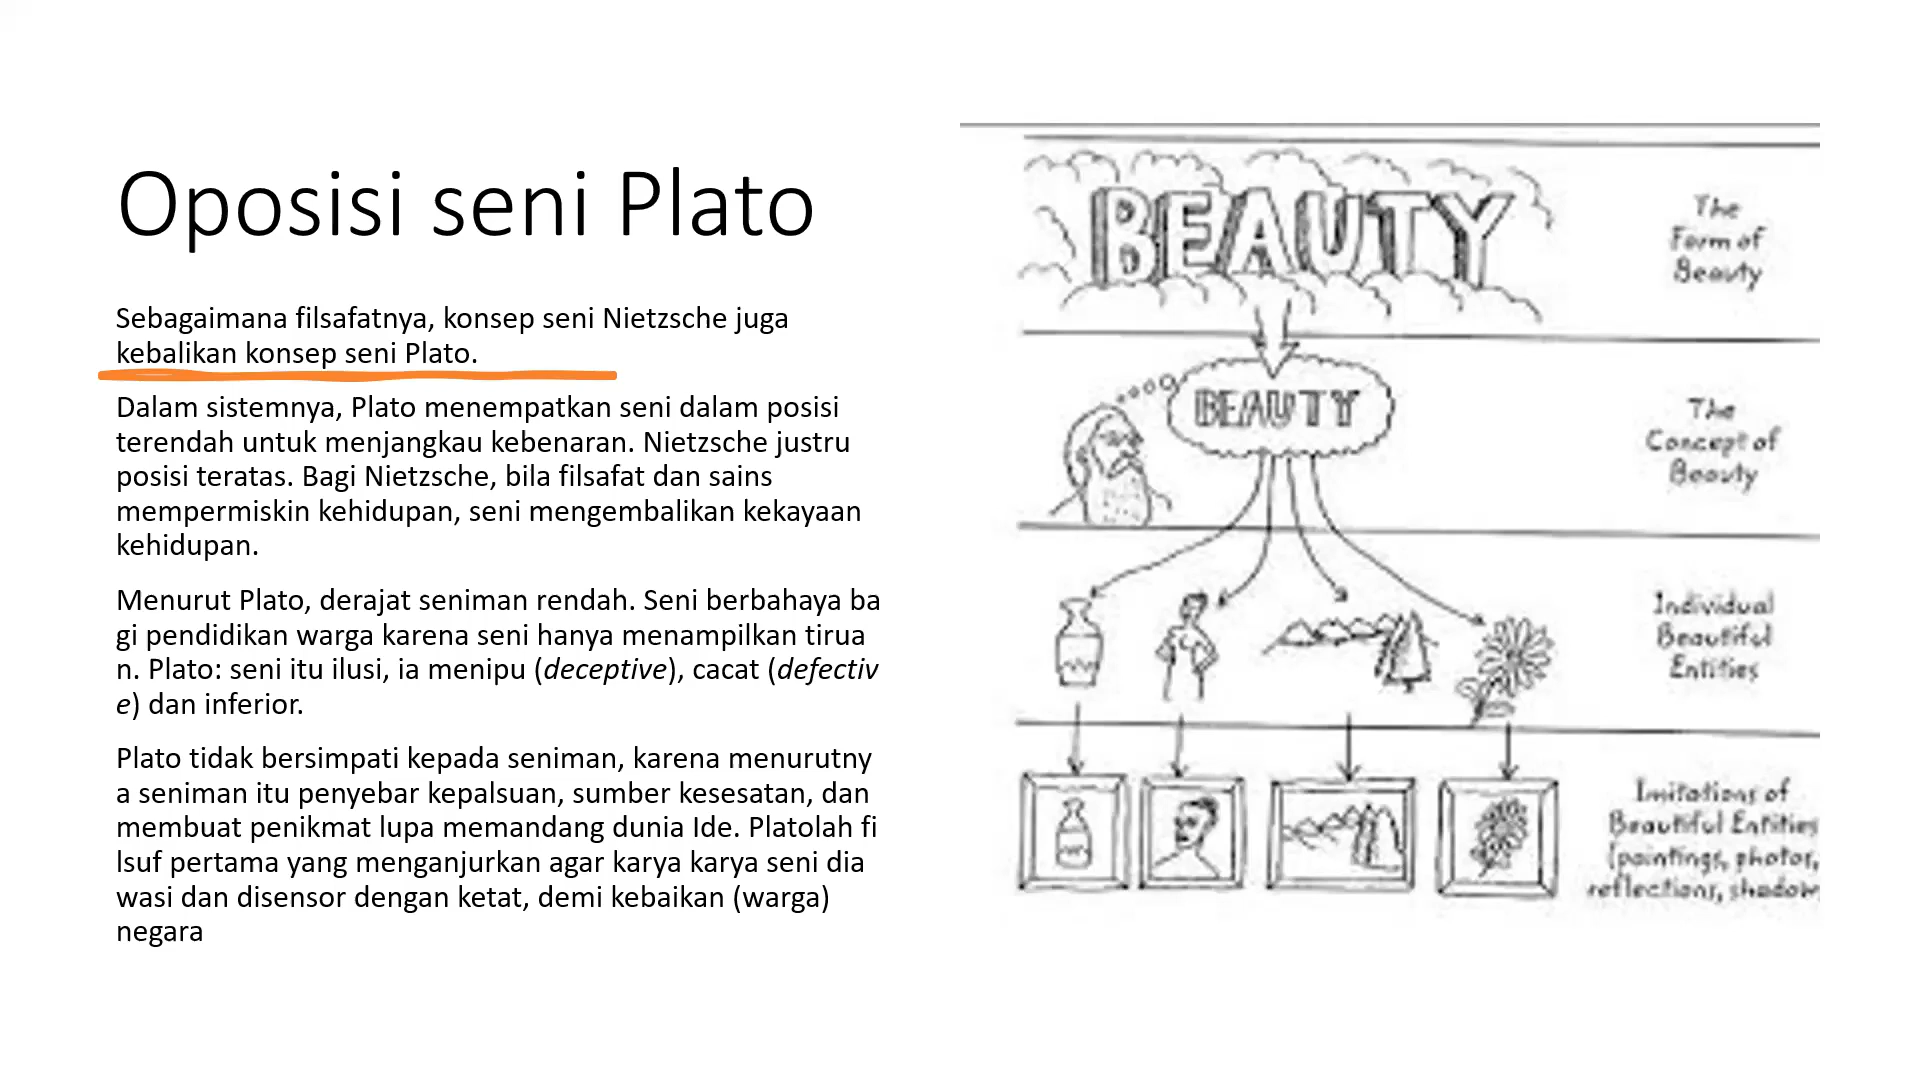 Oposisi seni Plato
Sebagaimana filsafatnya, konsep seni Nietzsche juga
kebalikan konsep seni Plato.
Dalam sistemnya, Plato menempatkan seni dalam posisi
terendah untuk menjangkau kebenaran. Nietzsche justru
posisi teratas. Bagi Nietzsche, bila filsafat dan sains
mempermiskin kehidupan, seni mengembalikan kekayaan
kehidupan.
Menurut Plato, derajat seniman rendah. Seni berbahaya ba
gi pendidikan warga karena seni hanya menampilkan tirua
n. Plato: seni itu ilusi, ia menipu (deceptive), cacat (defectiv
e) dan inferior.
Plato tidak bersimpati kepada seniman, karena menurutny
a seniman itu penyebar kepalsuan, sumber kesesatan, dan
membuat penikmat lupa memandang dunia Ide. Platolah fi
lsuf pertama yang menganjurkan agar karya karya seni dia
wasi dan disensor dengan ketat, demi kebaikan (warga)
negara
BEAUTY
The
Form of
Beauty
BEAUTY
The
Concept of
Beauty
Individual
Beautiful
Entities
Imitations of
Beautiful Entities
(paintings, photos,
reflections, shadow